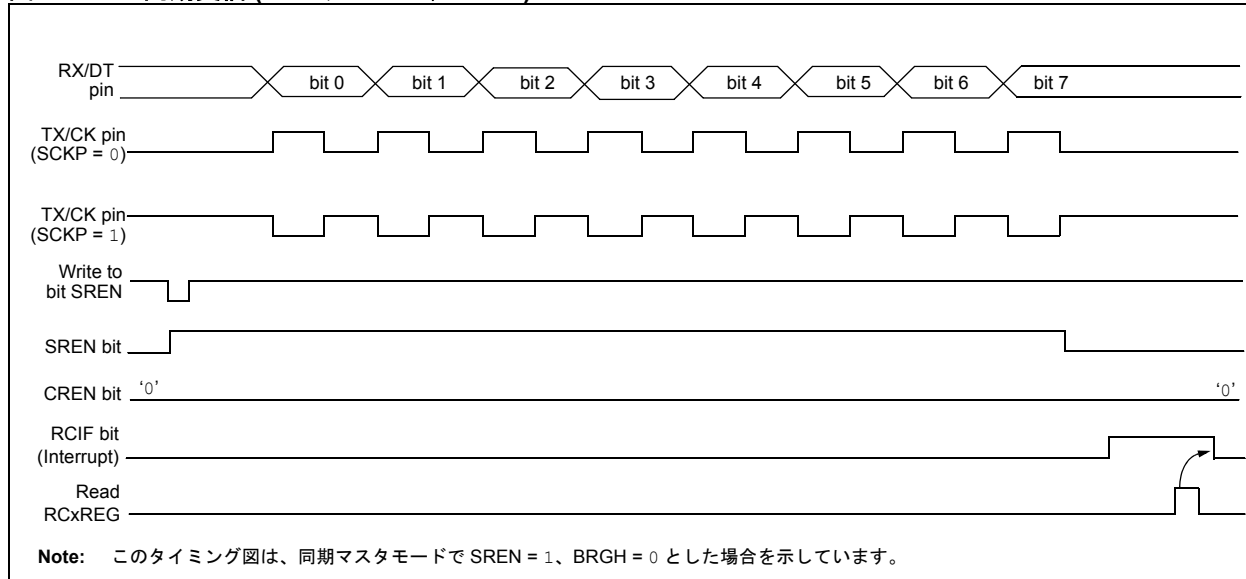 RX/DT
pin
bit 0 bit 1 bit 2 bit 3 bit 4 bit 5 bit 6 bit 7
TX/CK pin
(SCKP = 0)
TX/CK pin
(SCKP = 1)
Write to
bit SREN
SREN bit
CREN bit ‘0’ ‘0’
RCIF bit
(Interrupt)
Read
RCxREG
Note: このタイミング図は、同期マスタモードで SREN = 1、BRGH = 0 とした場合を示しています。